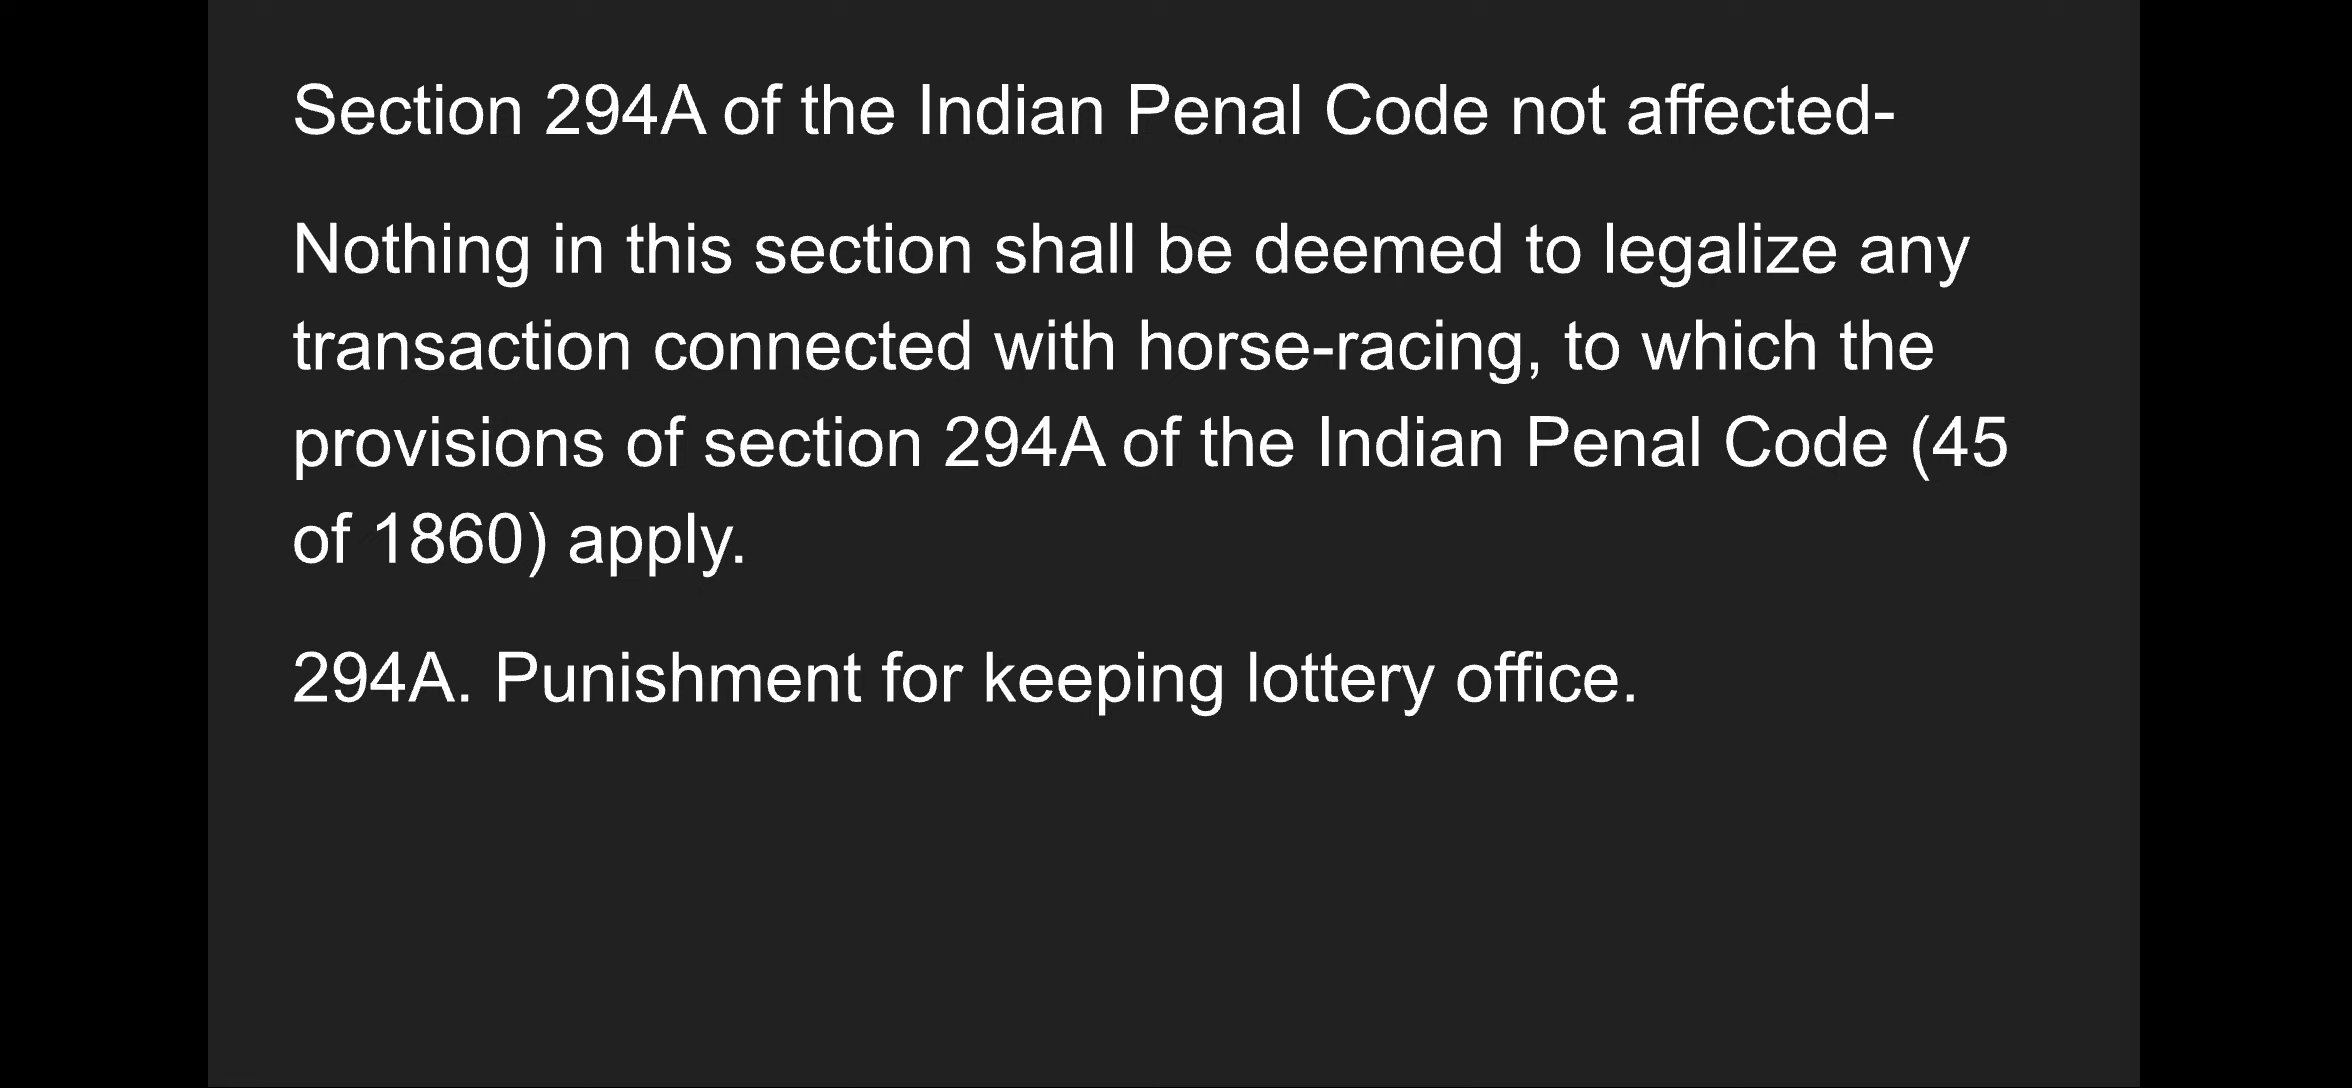 Section 294A of the Indian Penal Code not affected-
Nothing in this section shall be deemed to legalize any
transaction connected with horse-racing, to which the
provisions of section 294A of the Indian Penal Code (45
of 1860) apply.
294A. Punishment for keeping lottery office.